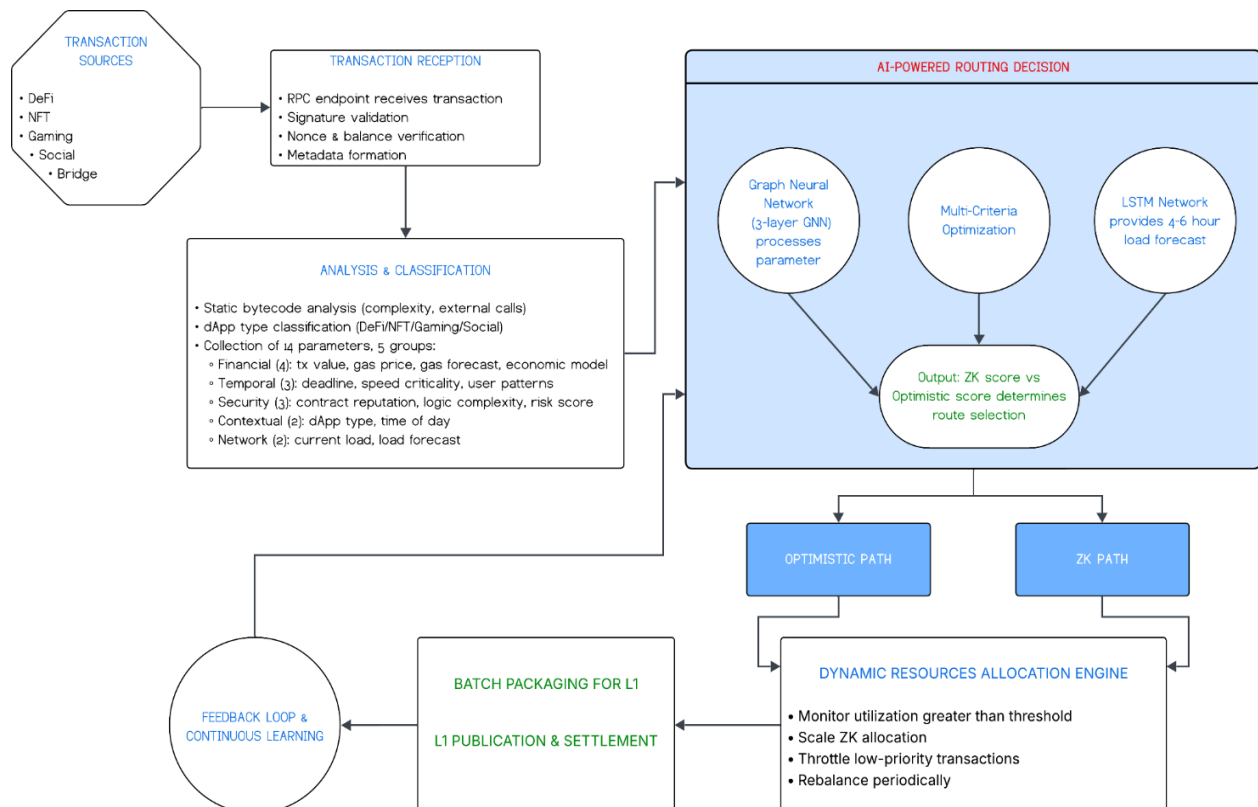 TRANSACTION
SOURCES
• DeFi
• NFT
• Gaming
• Social
• Bridge
TRANSACTION RECEPTION
• RPC endpoint receives transaction
• Signature validation
• Nonce & balance verification
• Metadata formation
ANALYSIS & CLASSIFICATION
• Static bytecode analysis (complexity, external calls)
• dApp type classification (DeFi/NFT/Gaming/Social)
• Collection of 14 parameters, 5 groups:
◦ Financial (4): tx value, gas price, gas forecast, economic model
◦ Temporal (3): deadline, speed criticality, user patterns
◦ Security (3): contract reputation, logic complexity, risk score
◦ Contextual (2): dApp type, time of day
◦ Network (2): current load, load forecast
AI-POWERED ROUTING DECISION
Graph Neural
Network
(3-layer GNN)
processes
parameter
Multi-Criteria
Optimization
LSTM Network
provides 4-6 hour
load forecast
Output: ZK score vs
Optimistic score determines
route selection
OPTIMISTIC PATH
ZK PATH
DYNAMIC RESOURCES ALLOCATION ENGINE
• Monitor utilization greater than threshold
• Scale ZK allocation
• Throttle low-priority transactions
• Rebalance periodically
BATCH PACKAGING FOR L1
L1 PUBLICATION & SETTLEMENT
FEEDBACK LOOP &
CONTINUOUS LEARNING